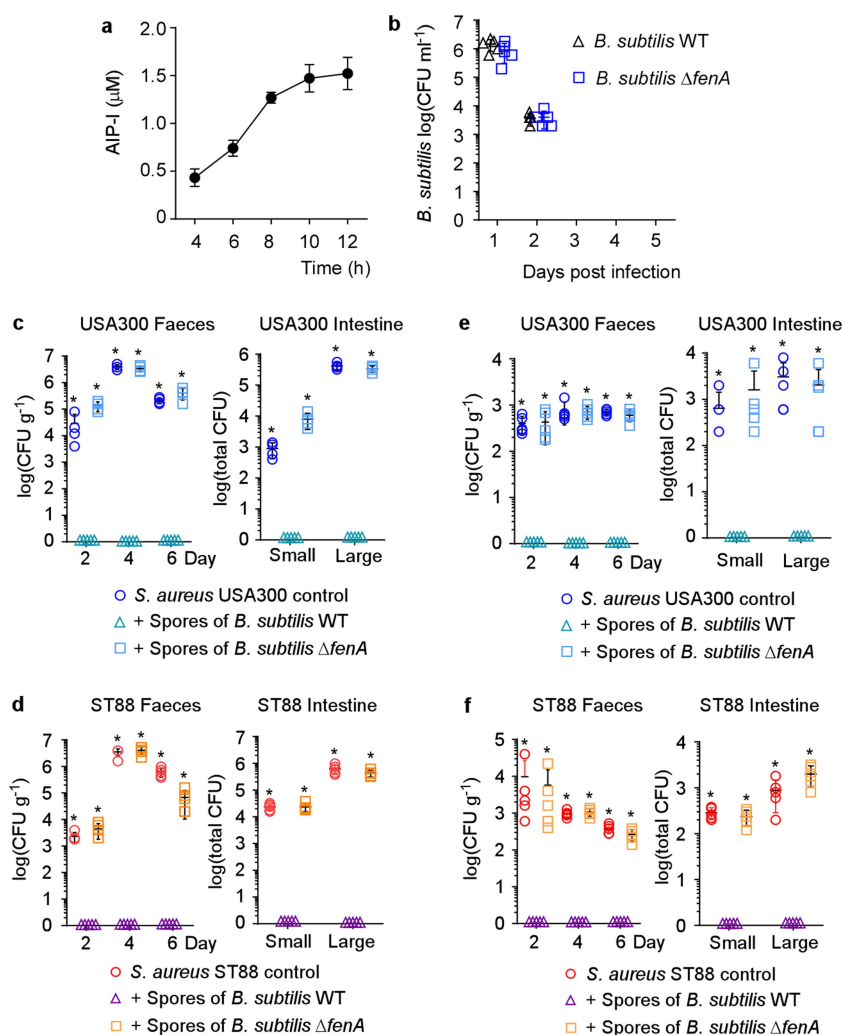 a
AIP-I (μM)
2.0
1.5
1.0
0.5
0
4 6 8 10 12
Time (h)
b
B. subtilis log(CFU ml-1)
7
6
5
4
3
2
1
0
1 2 3 4 5
Days post infection
B. subtilis WT
B. subtilis ΔfenA
c
USA300 Faeces
log(CFU g-1)
7
6
5
4
3
2
1
0
* * * * * *
2 4 6 Day
USA300 Intestine
log(total CFU)
6
5
4
3
2
1
0
* * * *
Small Large
S. aureus USA300 control
+ Spores of B. subtilis WT
+ Spores of B. subtilis ΔfenA
e
USA300 Faeces
log(CFU g-1)
4
3
2
1
0
* * * * * *
2 4 6 Day
USA300 Intestine
log(total CFU)
4
3
2
1
0
* * * *
Small Large
S. aureus USA300 control
+ Spores of B. subtilis WT
+ Spores of B. subtilis ΔfenA
d
ST88 Faeces
log(CFU g-1)
7
6
5
4
3
2
1
0
* * * * * *
2 4 6 Day
ST88 Intestine
log(total CFU)
7
6
5
4
3
2
1
0
* * * *
Small Large
S. aureus ST88 control
+ Spores of B. subtilis WT
+ Spores of B. subtilis ΔfenA
f
ST88 Faeces
log(CFU g-1)
5
4
3
2
1
0
* * * * * *
2 4 6 Day
ST88 Intestine
log(total CFU)
4
3
2
1
0
* * * *
Small Large
S. aureus ST88 control
+ Spores of B. subtilis WT
+ Spores of B. subtilis ΔfenA